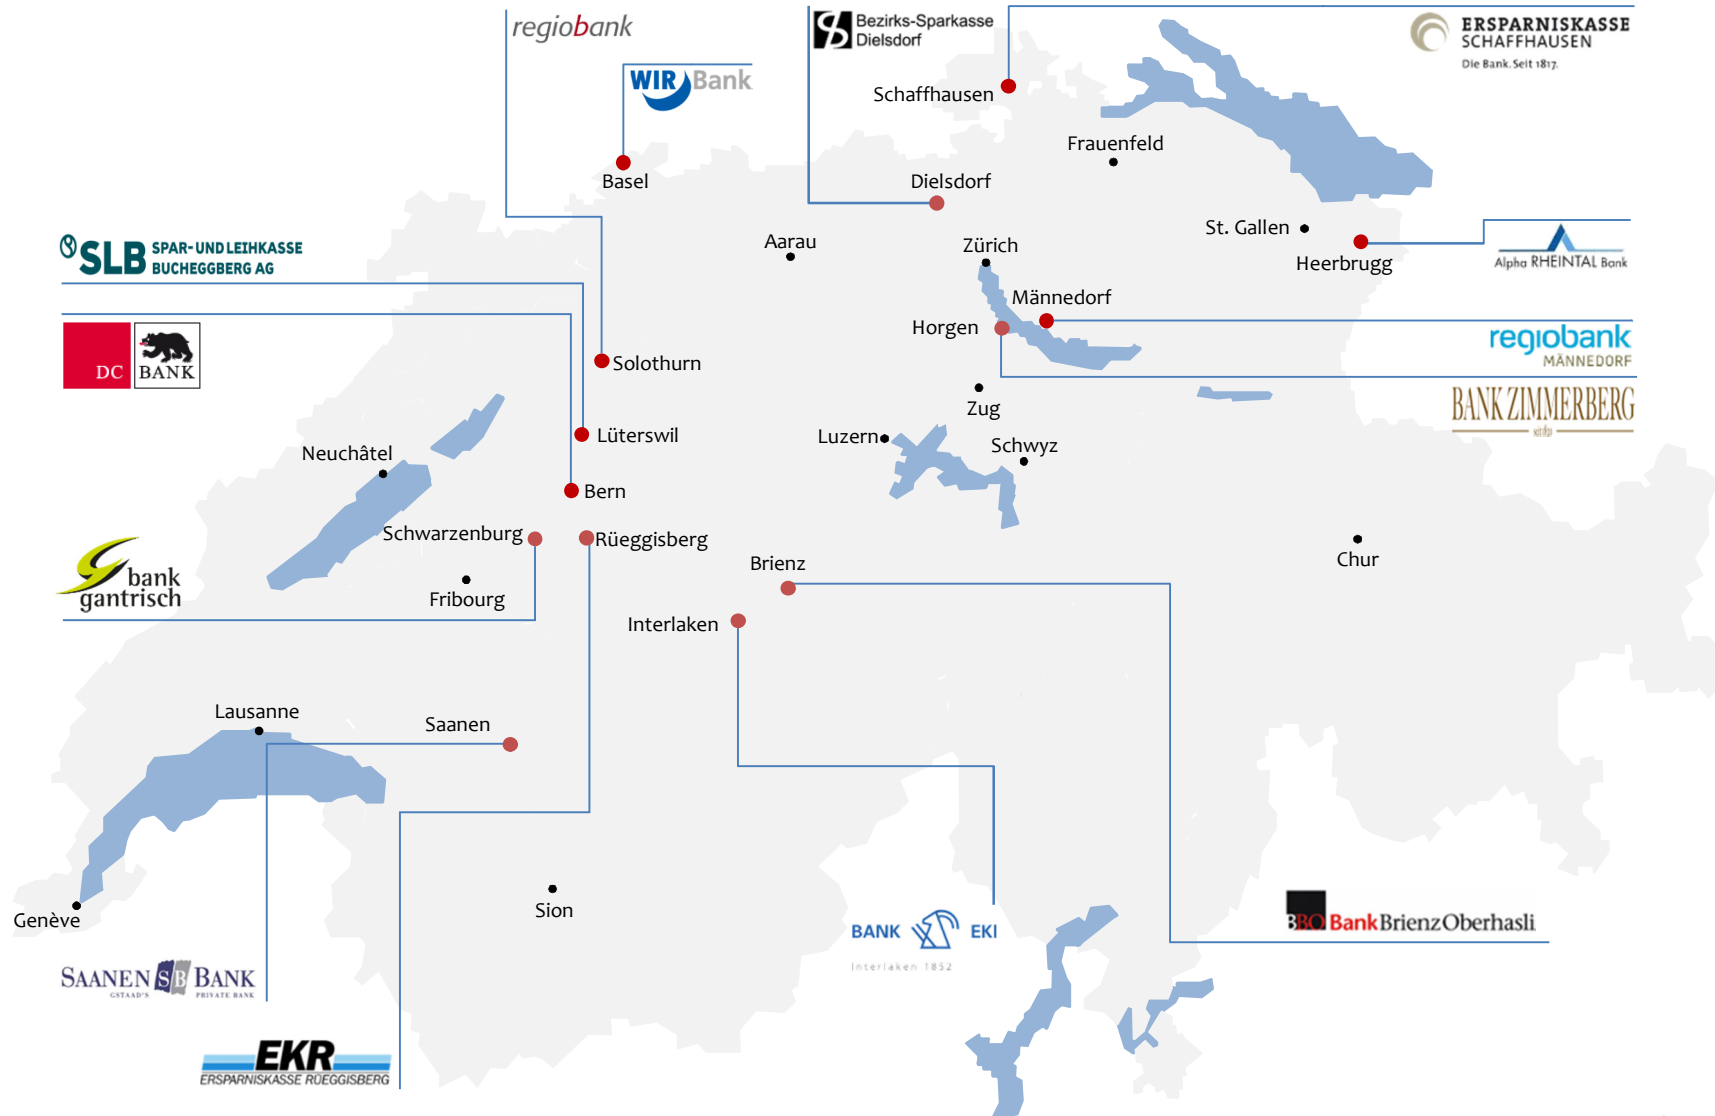 regiobank
WIR Bank
Bezirks-Sparkasse
Dielsdorf
ERSPARNISKASSE
SCHAFFHAUSEN
Die Bank. Seit 1817.
Schaffhausen
Frauenfeld
Basel
Dielsdorf
Aarau
Zürich
St. Gallen
Heerbrugg
Alpha RHEINTAL Bank
SLB SPAR- UND LEIHKASSE
BUCHEGGBERG AG
DC BANK
Männedorf
Horgen
regiobank
MÄNNEDORF
Solothurn
Zug
BANK ZIMMERBERG
Lüterswil
Luzern
Schwyz
Neuchâtel
Bern
Schwarzenburg
Rüeggisberg
Chur
bank
gantrisch
Fribourg
Brienz
Interlaken
Lausanne
Saanen
Genève
Sion
BANK EKI
Interlaken 1852
BBO BankBrienzOberhasli
SAANEN SB BANK
GSTAAD'S PRIVATE BANK
EKR
ERSPARNISKASSE RÜEGGISBERG